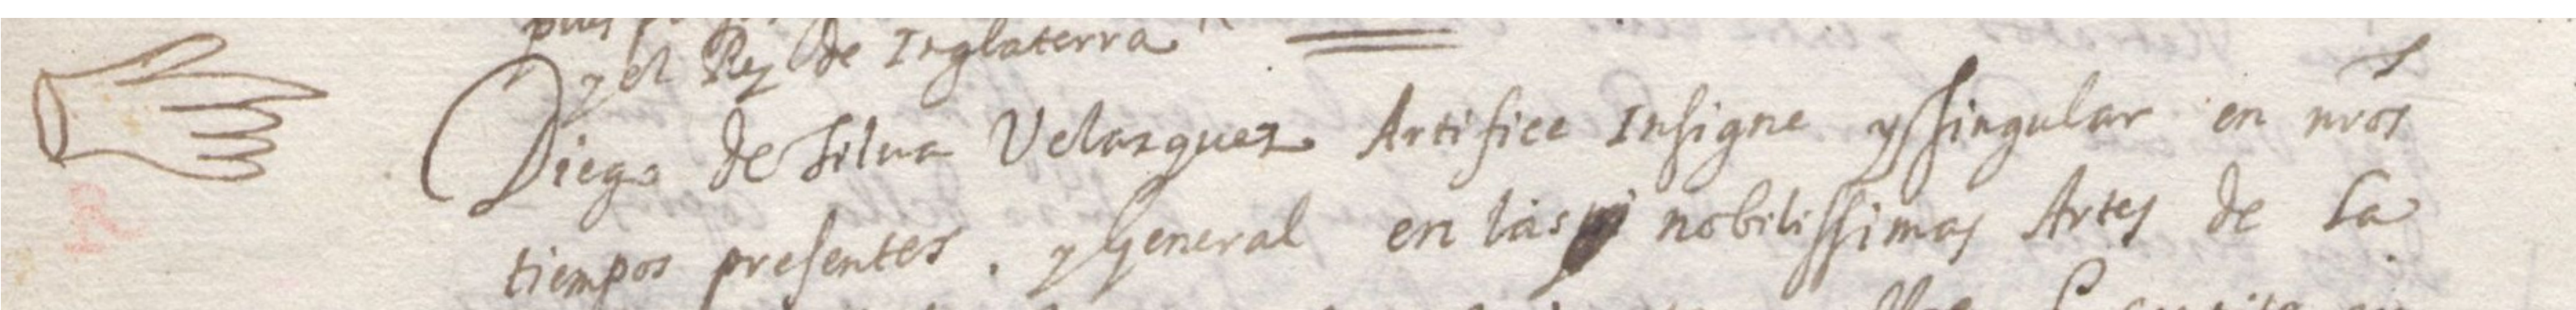 y el Rey de Inglaterra
Diego de Silua Velazquez Artifice Insigne y singular en nros
tiempos presentes. y General en las nobilissimas Artes de La